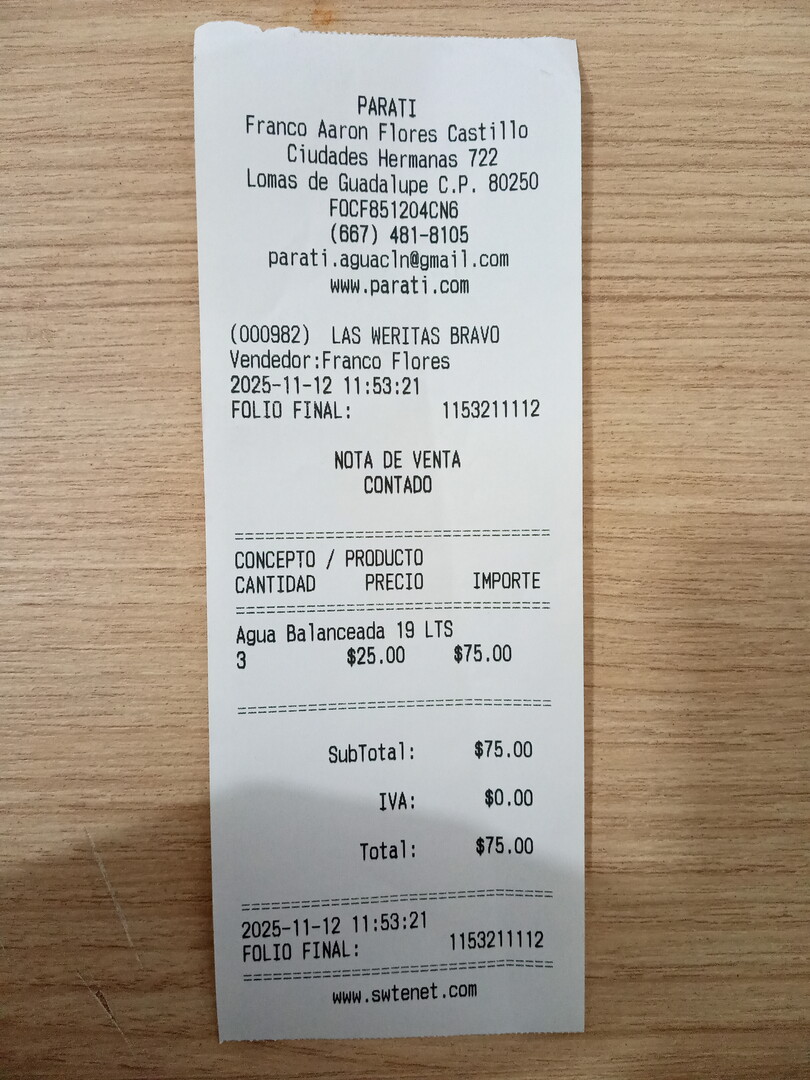 PARATI
Franco Aaron Flores Castillo
Ciudades Hermanas 722
Lomas de Guadalupe C.P. 80250
FOCF851204CN6
(667) 481-8105
parati.aguacln@gmail.com
www.parati.com
(000982) LAS WERITAS BRAVO
Vendedor:Franco Flores
2025-11-12 11:53:21
FOLIO FINAL: 1153211112
NOTA DE VENTA
CONTADO
==================================
CONCEPTO / PRODUCTO
CANTIDAD PRECIO IMPORTE
==================================
Agua Balanceada 19 LTS
3 $25.00 $75.00
==================================
SubTotal: $75.00
IVA: $0.00
Total: $75.00
==================================
2025-11-12 11:53:21
FOLIO FINAL: 1153211112
==================================
www.swtenet.com